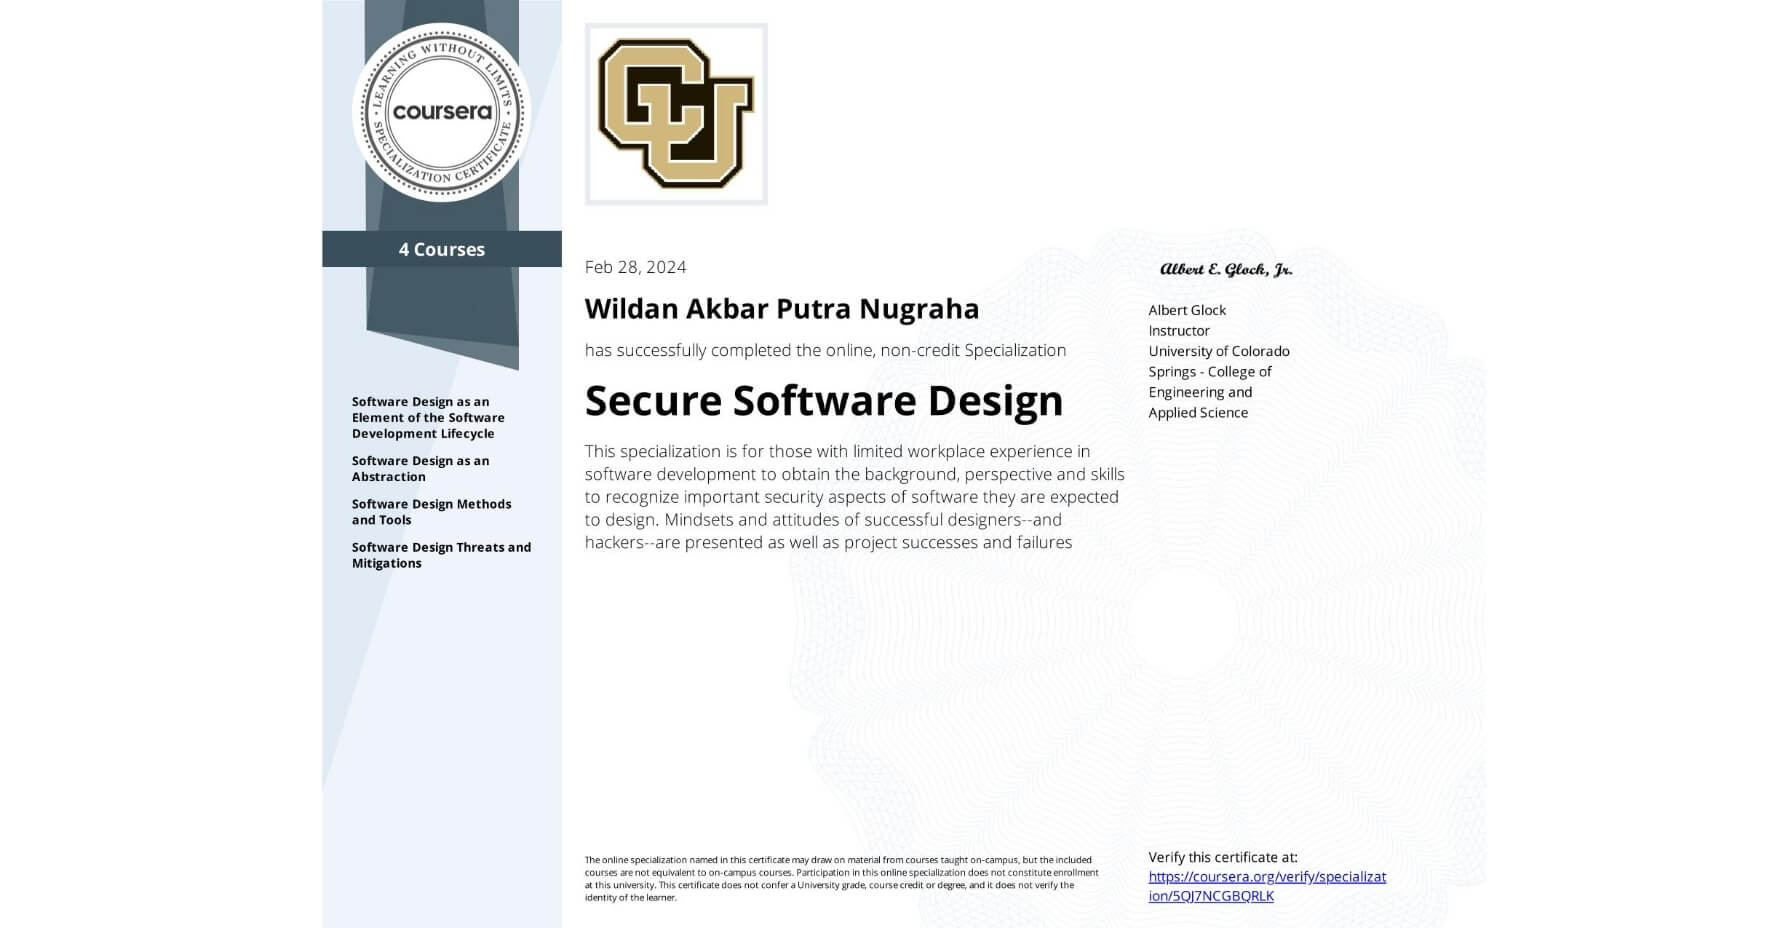 LEARNING WITHOUT LIMITS
coursera
SPECIALIZATION CERTIFICATE
4 Courses
Software Design as an
Element of the Software
Development Lifecycle
Software Design as an
Abstraction
Software Design Methods
and Tools
Software Design Threats and
Mitigations
CU
Feb 28, 2024
Wildan Akbar Putra Nugraha
has successfully completed the online, non-credit Specialization
Secure Software Design
This specialization is for those with limited workplace experience in
software development to obtain the background, perspective and skills
to recognize important security aspects of software they are expected
to design. Mindsets and attitudes of successful designers--and
hackers--are presented as well as project successes and failures
Albert E. Glock, Jr.
Albert Glock
Instructor
University of Colorado
Springs - College of
Engineering and
Applied Science
The online specialization named in this certificate may draw on material from courses taught on-campus, but the included
courses are not equivalent to on-campus courses. Participation in this online specialization does not constitute enrollment
at this university. This certificate does not confer a University grade, course credit or degree, and it does not verify the
identity of the learner.
Verify this certificate at:
https://coursera.org/verify/specializat
ion/5QJ7NCGBQRLK